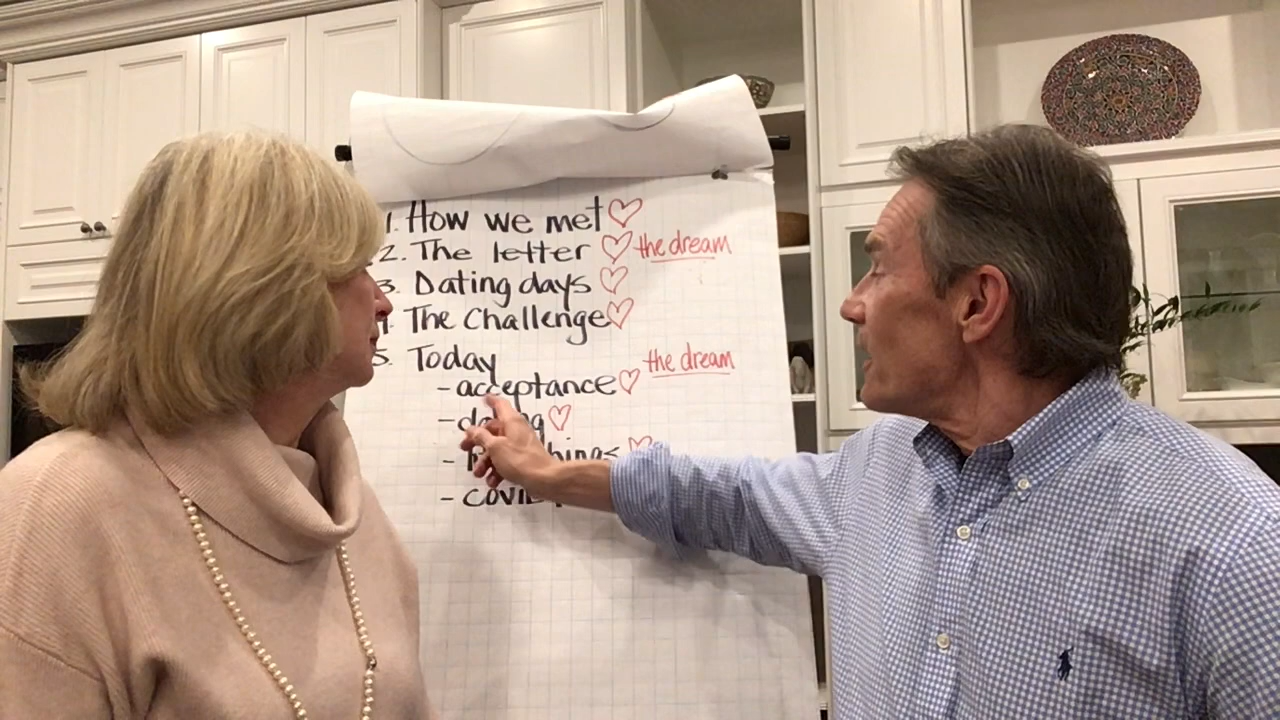 1. How we met
2. The letter the dream
3. Dating days
4. The Challenge
5. Today
the dream
- acceptance
-
-
- COVID